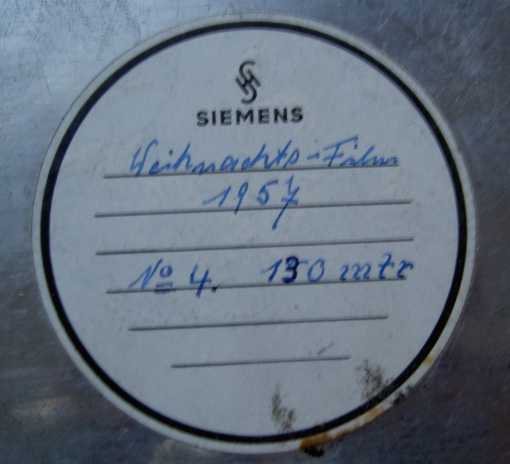 SIEMENS
Weihnachts-Film
1957
Nº 4. 130 mtr